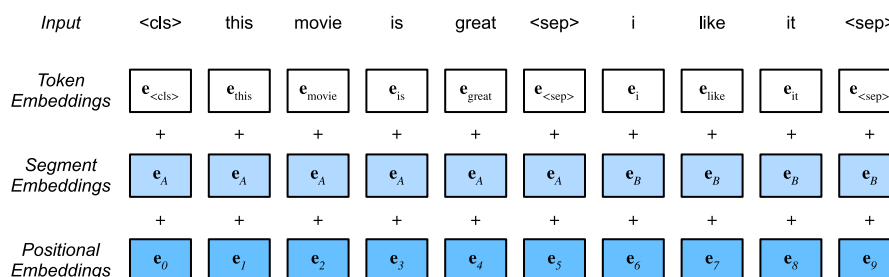 Input <cls> this movie is great <sep> i like it <sep>
Token
Embeddings
e<cls> ethis emovie eis egreat e<sep> ei elike eit e<sep>
+ + + + + + + + + +
Segment
Embeddings
eA eA eA eA eA eA eB eB eB eB
+ + + + + + + + + +
Positional
Embeddings
e0 e1 e2 e3 e4 e5 e6 e7 e8 e9